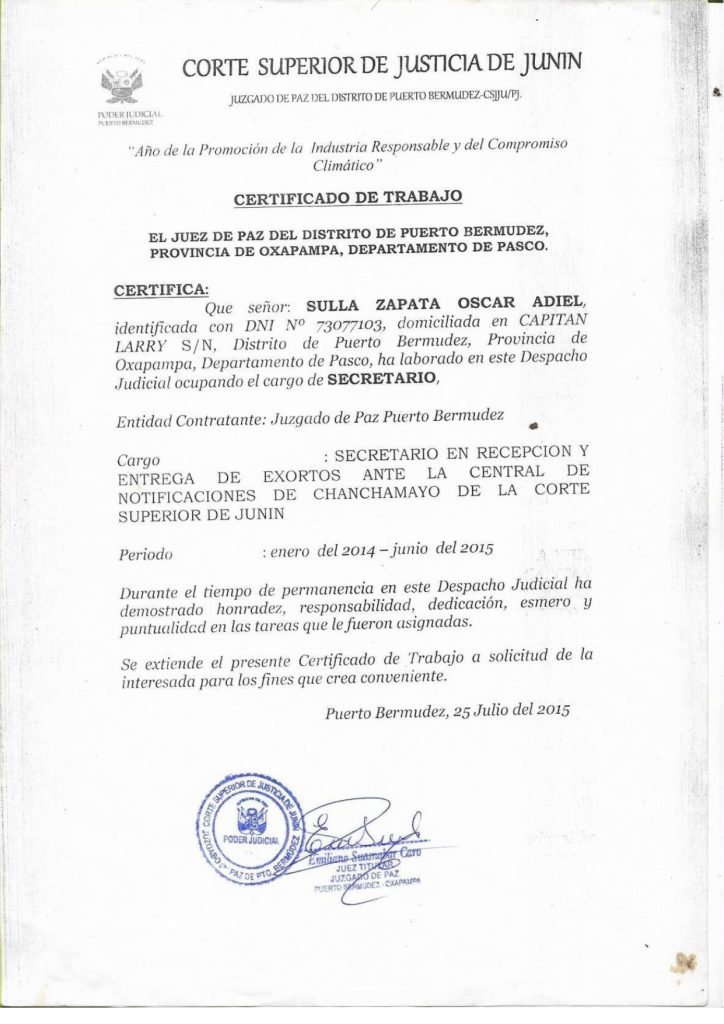 CORTE SUPERIOR DE JUSTICIA DE JUNIN
JUZGADO DE PAZ DEL DISTRITO DE PUERTO BERMUDEZ-CSJJU/PJ.
PODER JUDICIAL
PUERTO BERMUDEZ
“Año de la Promoción de la Industria Responsable y del Compromiso
Climático”
CERTIFICADO DE TRABAJO
EL JUEZ DE PAZ DEL DISTRITO DE PUERTO BERMUDEZ,
PROVINCIA DE OXAPAMPA, DEPARTAMENTO DE PASCO.
CERTIFICA:
Que señor: SULLA ZAPATA OSCAR ADIEL,
identificada con DNI Nº 73077103, domiciliada en CAPITAN
LARRY S/N, Distrito de Puerto Bermudez, Provincia de
Oxapampa, Departamento de Pasco, ha laborado en este Despacho
Judicial ocupando el cargo de SECRETARIO,
Entidad Contratante: Juzgado de Paz Puerto Bermudez
Cargo : SECRETARIO EN RECEPCION Y
ENTREGA DE EXORTOS ANTE LA CENTRAL DE
NOTIFICACIONES DE CHANCHAMAYO DE LA CORTE
SUPERIOR DE JUNIN
Periodo : enero del 2014 – junio del 2015
Durante el tiempo de permanencia en este Despacho Judicial ha
demostrado honradez, responsabilidad, dedicación, esmero y
puntualidad en las tareas que le fueron asignadas.
Se extiende el presente Certificado de Trabajo a solicitud de la
interesada para los fines que crea conveniente.
Puerto Bermudez, 25 Julio del 2015
CORTE SUPERIOR DE JUSTICIA DE JUNIN
PODER JUDICIAL
JUZGADO DE PAZ DE PTO. BERMÚDEZ
Emiliano Suasnabar Caro
JUEZ TITULAR
JUZGADO DE PAZ
PUERTO BERMUDEZ - OXAPAMPA